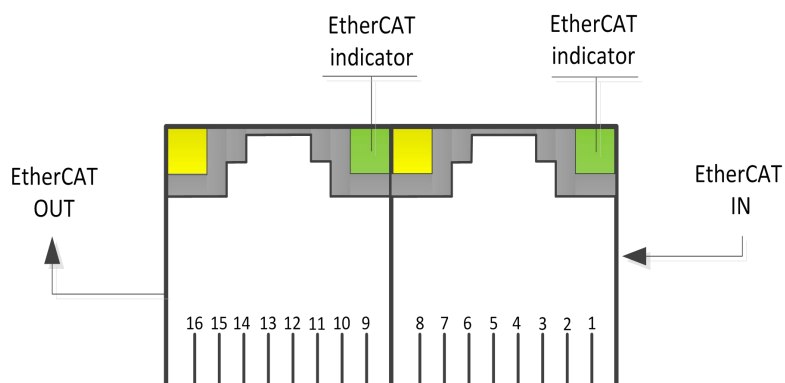 EtherCAT
indicator
EtherCAT
indicator
EtherCAT
OUT
EtherCAT
IN
16 15 14 13 12 11 10 9 8 7 6 5 4 3 2 1